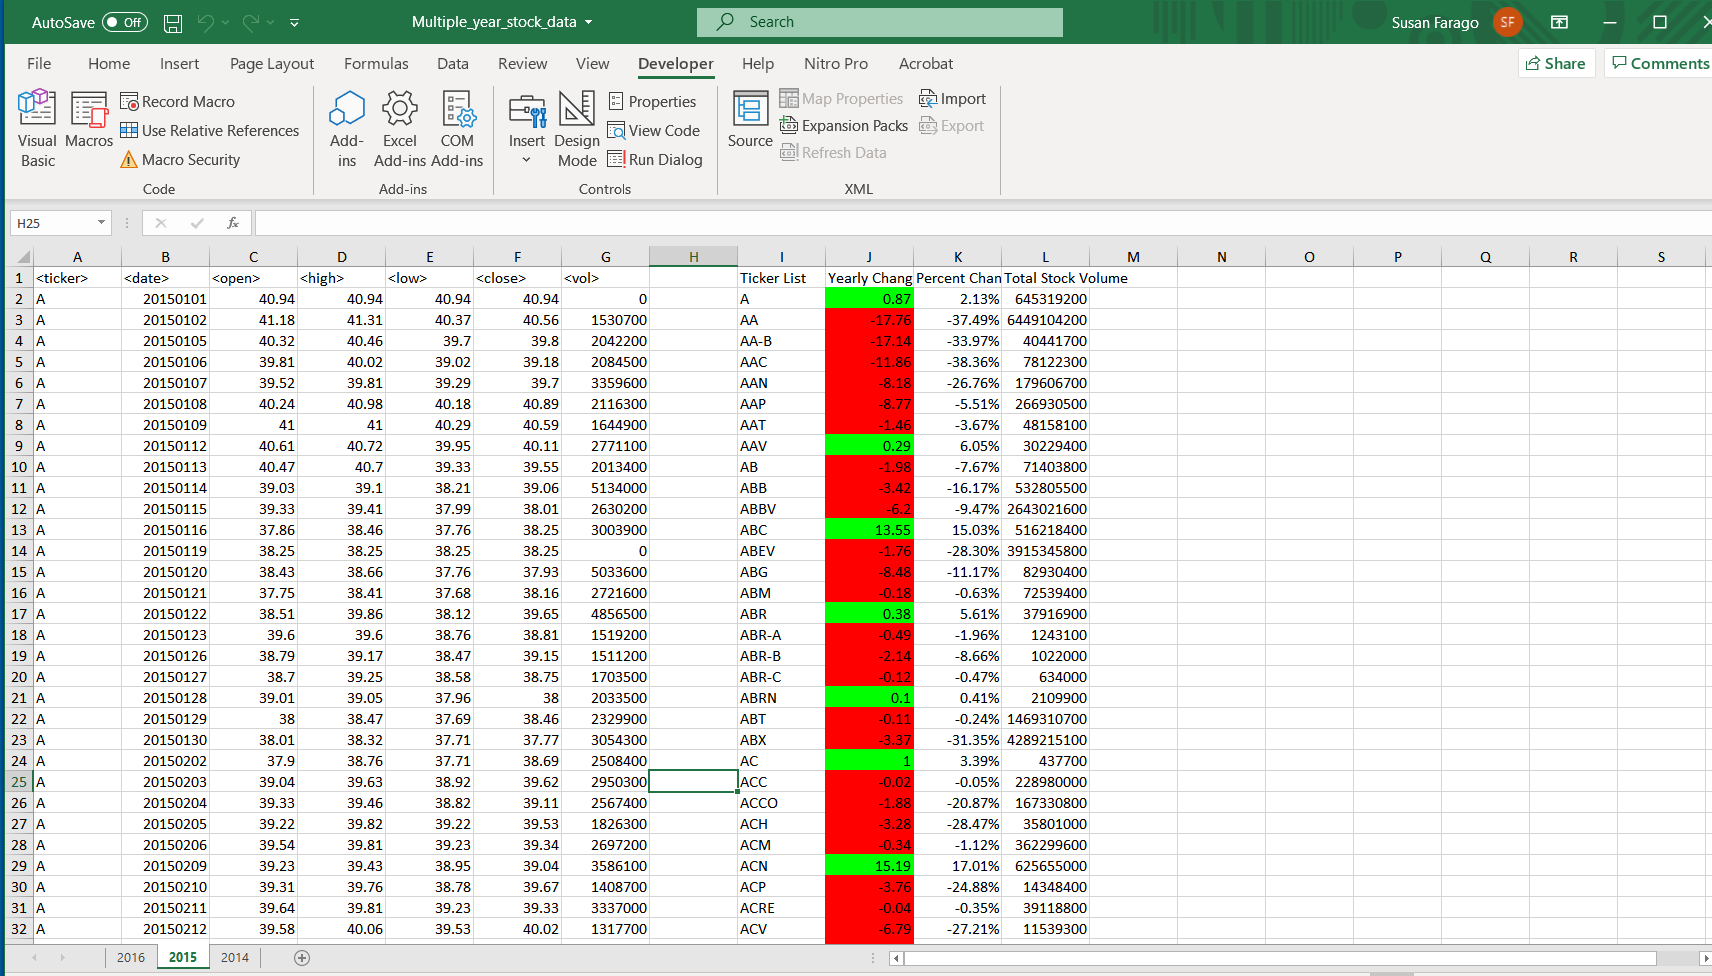 AutoSave Off Multiple_year_stock_data Search Susan Farago SF
File Home Insert Page Layout Formulas Data Review View Developer Help Nitro Pro Acrobat Share Comments
Visual Basic
Macros
Record Macro
Use Relative References
Macro Security
Code
Add-ins
Excel Add-ins
COM Add-ins
Add-ins
Insert
Design Mode
Properties
View Code
Run Dialog
Controls
Source
Map Properties
Expansion Packs
Refresh Data
Import
Export
XML
H25 fx
A B C D E F G H I J K L M N O P Q R S
1 <ticker> <date> <open> <high> <low> <close> <vol> Ticker List Yearly Chang Percent Chan Total Stock Volume
2 A 20150101 40.94 40.94 40.94 40.94 0 A 0.87 2.13% 645319200
3 A 20150102 41.18 41.31 40.37 40.56 1530700 AA -17.76 -37.49% 6449104200
4 A 20150105 40.32 40.46 39.7 39.8 2042200 AA-B -17.14 -33.97% 40441700
5 A 20150106 39.81 40.02 39.02 39.18 2084500 AAC -11.86 -38.36% 78122300
6 A 20150107 39.52 39.81 39.29 39.7 3359600 AAN -8.18 -26.76% 179606700
7 A 20150108 40.24 40.98 40.18 40.89 2116300 AAP -8.77 -5.51% 266930500
8 A 20150109 41 41 40.29 40.59 1644900 AAT -1.46 -3.67% 48158100
9 A 20150112 40.61 40.72 39.95 40.11 2771100 AAV 0.29 6.05% 30229400
10 A 20150113 40.47 40.7 39.33 39.55 2013400 AB -1.98 -7.67% 71403800
11 A 20150114 39.03 39.1 38.21 39.06 5134000 ABB -3.42 -16.17% 532805500
12 A 20150115 39.33 39.41 37.99 38.01 2630200 ABBV -6.2 -9.47% 2643021600
13 A 20150116 37.86 38.46 37.76 38.25 3003900 ABC 13.55 15.03% 516218400
14 A 20150119 38.25 38.25 38.25 38.25 0 ABEV -1.76 -28.30% 3915345800
15 A 20150120 38.43 38.66 37.76 37.93 5033600 ABG -8.48 -11.17% 82930400
16 A 20150121 37.75 38.41 37.68 38.16 2721600 ABM -0.18 -0.63% 72539400
17 A 20150122 38.51 39.86 38.12 39.65 4856500 ABR 0.38 5.61% 37916900
18 A 20150123 39.6 39.6 38.76 38.81 1519200 ABR-A -0.49 -1.96% 1243100
19 A 20150126 38.79 39.17 38.47 39.15 1511200 ABR-B -2.14 -8.66% 1022000
20 A 20150127 38.7 39.25 38.58 38.75 1703500 ABR-C -0.12 -0.47% 634000
21 A 20150128 39.01 39.05 37.96 38 2033500 ABRN 0.1 0.41% 2109900
22 A 20150129 38 38.47 37.69 38.46 2329900 ABT -0.11 -0.24% 1469310700
23 A 20150130 38.01 38.32 37.71 37.77 3054300 ABX -3.37 -31.35% 4289215100
24 A 20150202 37.9 38.76 37.71 38.69 2508400 AC 1 3.39% 437700
25 A 20150203 39.04 39.63 38.92 39.62 2950300 ACC -0.02 -0.05% 228980000
26 A 20150204 39.33 39.46 38.82 39.11 2567400 ACCO -1.88 -20.87% 167330800
27 A 20150205 39.22 39.82 39.22 39.53 1826300 ACH -3.28 -28.47% 35801000
28 A 20150206 39.54 39.81 39.23 39.34 2697200 ACM -0.34 -1.12% 362299600
29 A 20150209 39.23 39.43 38.95 39.04 3586100 ACN 15.19 17.01% 625655000
30 A 20150210 39.31 39.76 38.78 39.67 1408700 ACP -3.76 -24.88% 14348400
31 A 20150211 39.64 39.81 39.23 39.33 3337000 ACRE -0.04 -0.35% 39118800
32 A 20150212 39.58 40.06 39.53 40.02 1317700 ACV -6.79 -27.21% 11539300
2016 2015 2014